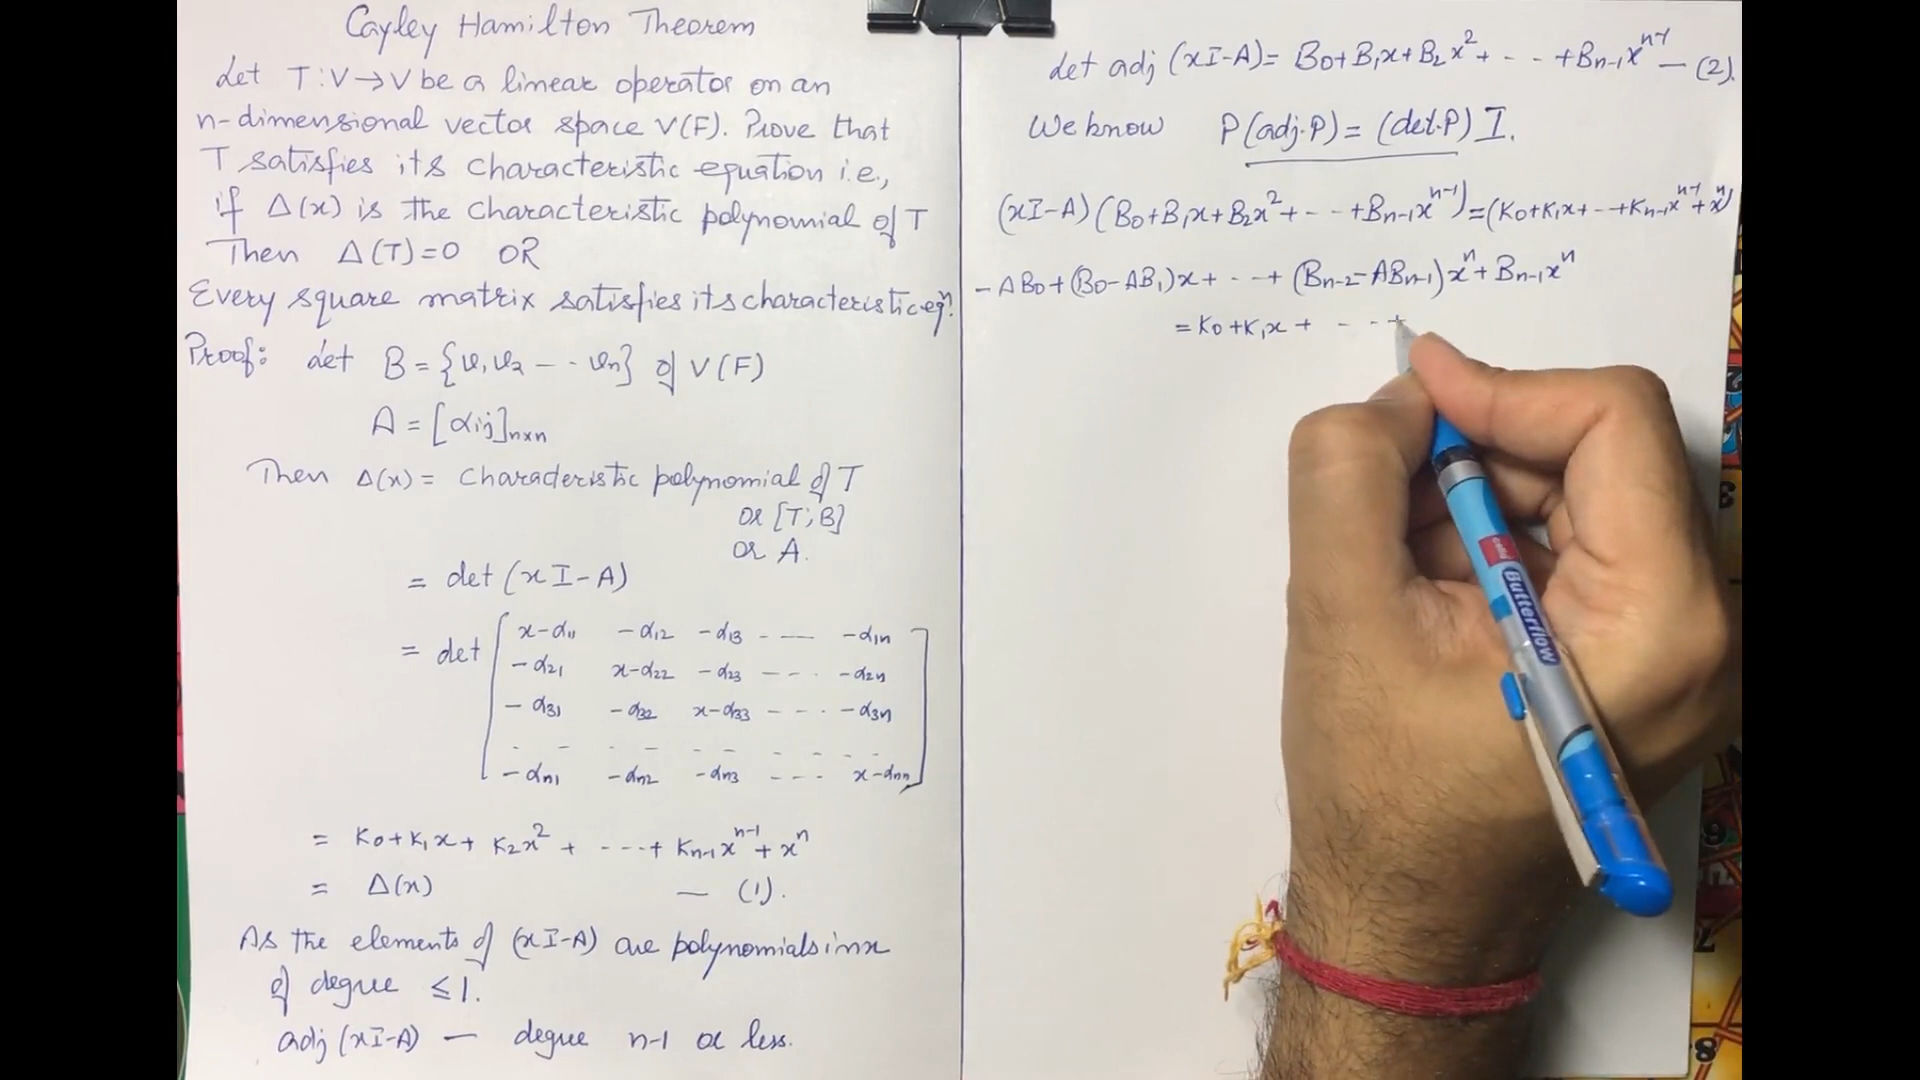 Cayley Hamilton Theorem
Let T:V→V be a linear operator on an
n-dimensional vector space V(F). Prove that
T satisfies its characteristic equation i.e.,
if Δ(x) is the characteristic polynomial of T
Then Δ(T)=0 OR
Every square matrix satisfies its characteristic eqⁿ.
Proof: Let B = {v₁, v₂ - - - vₙ} of V(F)
A = [αij]ₙₓₙ
Then Δ(x) = Characteristic polynomial of T
or [T; B]
or A.
= det (xI-A)
= det [ x-α₁₁ -α₁₂ -α₁₃ - — -α₁ₙ ]
-α₂₁ x-α₂₂ -α₂₃ - - - -α₂ₙ
-α₃₁ -α₃₂ x-α₃₃ - - - -α₃ₙ
- - - - - - - - - -
-αₙ₁ -αₙ₂ -αₙ₃ - - - x-αₙₙ
= K₀+K₁x+ K₂x² + - - - + Kₙ₋₁xⁿ⁻¹ + xⁿ
= Δ(x) — (1).
As the elements of (xI-A) are polynomials in x
of degree ≤1.
adj (xI-A) — degree n-1 or less.
Let adj (xI-A)= B₀+B₁x+B₂x²+ - - - +Bₙ₋₁xⁿ⁻¹ — (2).
We know P(adj.P) = (det.P) I.
(xI-A) (B₀+B₁x+B₂x²+ - - - +Bₙ₋₁xⁿ⁻¹)=(K₀+K₁x+ - - +Kₙ₋₁xⁿ⁻¹+xⁿ)
-AB₀+(B₀-AB₁)x+ - - - + (Bₙ₋₂-ABₙ₋₁)xⁿ+Bₙ₋₁xⁿ
= K₀+K₁x + - - - +
cello
Butterflow